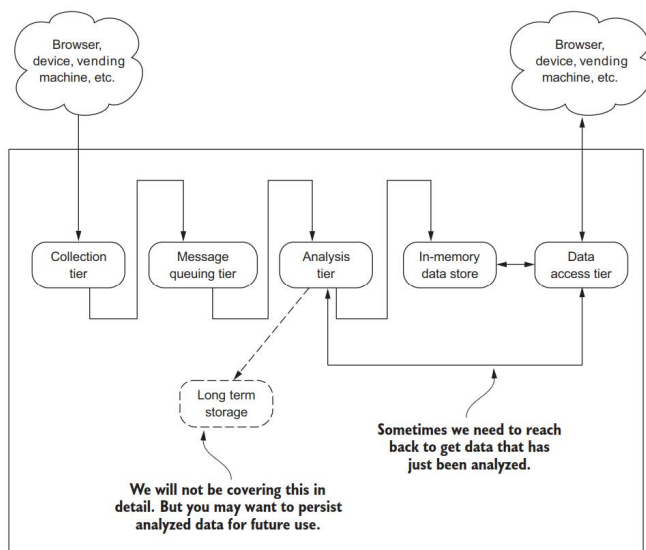 Browser,
device, vending
machine, etc.
Browser,
device, vending
machine, etc.
Collection
tier
Message
queuing tier
Analysis
tier
In-memory
data store
Data
access tier
Long term
storage
Sometimes we need to reach
back to get data that has
just been analyzed.
We will not be covering this in
detail. But you may want to persist
analyzed data for future use.